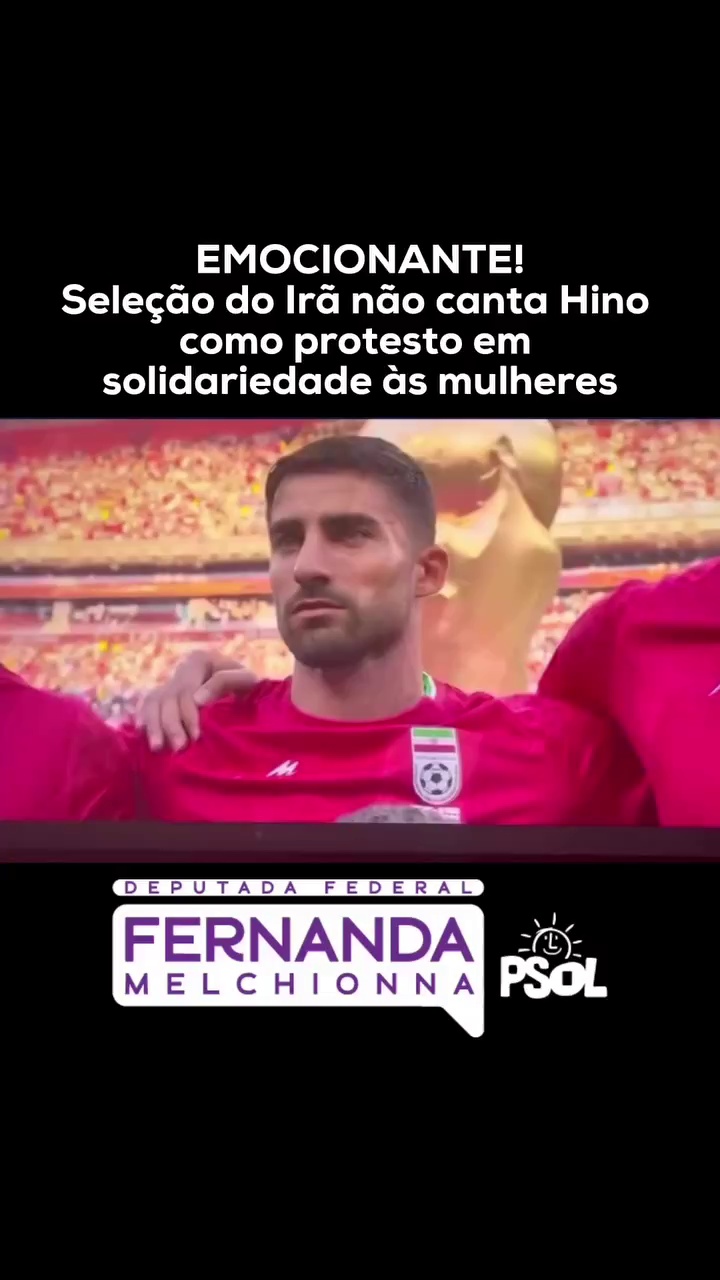 EMOCIONANTE!
Seleção do Irã não canta Hino
como protesto em
solidariedade às mulheres
DEPUTADA FEDERAL
FERNANDA
MELCHIONNA
PSOL